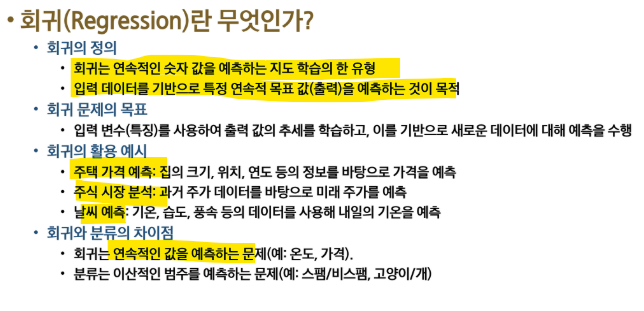 • 회귀(Regression)란 무엇인가?
• 회귀의 정의
• 회귀는 연속적인 숫자 값을 예측하는 지도 학습의 한 유형
• 입력 데이터를 기반으로 특정 연속적 목표 값(출력)을 예측하는 것이 목적
• 회귀 문제의 목표
• 입력 변수(특징)를 사용하여 출력 값의 추세를 학습하고, 이를 기반으로 새로운 데이터에 대해 예측을 수행
• 회귀의 활용 예시
• 주택 가격 예측: 집의 크기, 위치, 연도 등의 정보를 바탕으로 가격을 예측
• 주식 시장 분석: 과거 주가 데이터를 바탕으로 미래 주가를 예측
• 날씨 예측: 기온, 습도, 풍속 등의 데이터를 사용해 내일의 기온을 예측
• 회귀와 분류의 차이점
• 회귀는 연속적인 값을 예측하는 문제(예: 온도, 가격).
• 분류는 이산적인 범주를 예측하는 문제(예: 스팸/비스팸, 고양이/개)